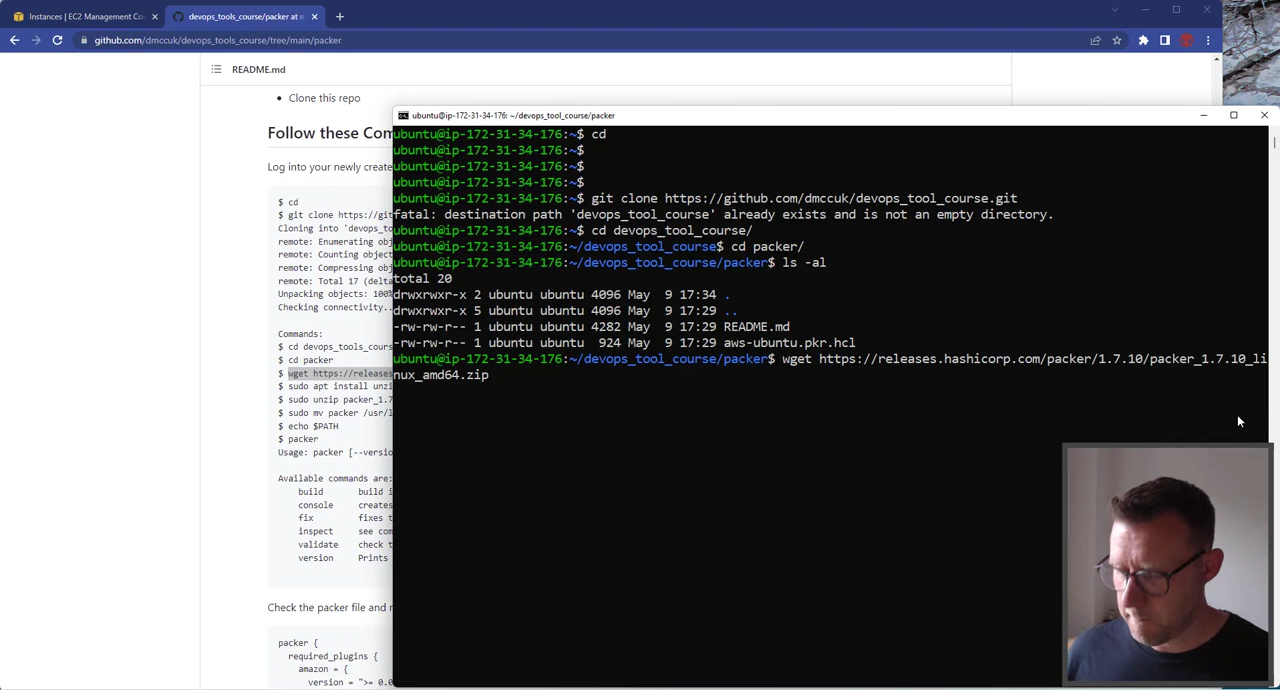 Instances | EC2 Management Co
devops_tools_course/packer at m
github.com/dmccuk/devops_tools_course/tree/main/packer
README.md
Clone this repo
Follow these Com
Log into your newly create
$ cd
$ git clone https://git
Cloning into 'devops_to
remote: Enumerating obj
remote: Counting object
remote: Compressing obj
remote: Total 17 (delta
Unpacking objects: 100%
Checking connectivity..
Commands:
$ cd devops_tools_cours
$ cd packer
$ wget https://releases
$ sudo apt install unzi
$ sudo unzip packer_1.7
$ sudo mv packer /usr/l
$ echo $PATH
$ packer
Usage: packer [--versio
Available commands are:
build build i
console creates
fix fixes t
inspect see com
validate check t
version Prints
Check the packer file and r
packer {
required_plugins {
amazon = {
version = ">= 0.0
ubuntu@ip-172-31-34-176: ~/devops_tool_course/packer
ubuntu@ip-172-31-34-176:~$ cd
ubuntu@ip-172-31-34-176:~$
ubuntu@ip-172-31-34-176:~$
ubuntu@ip-172-31-34-176:~$
ubuntu@ip-172-31-34-176:~$ git clone https://github.com/dmccuk/devops_tool_course.git
fatal: destination path 'devops_tool_course' already exists and is not an empty directory.
ubuntu@ip-172-31-34-176:~$ cd devops_tool_course/
ubuntu@ip-172-31-34-176:~/devops_tool_course$ cd packer/
ubuntu@ip-172-31-34-176:~/devops_tool_course/packer$ ls -al
total 20
drwxrwxr-x 2 ubuntu ubuntu 4096 May  9 17:34 .
drwxrwxr-x 5 ubuntu ubuntu 4096 May  9 17:29 ..
-rw-rw-r-- 1 ubuntu ubuntu 4282 May  9 17:29 README.md
-rw-rw-r-- 1 ubuntu ubuntu  924 May  9 17:29 aws-ubuntu.pkr.hcl
ubuntu@ip-172-31-34-176:~/devops_tool_course/packer$ wget https://releases.hashicorp.com/packer/1.7.10/packer_1.7.10_li
nux_amd64.zip